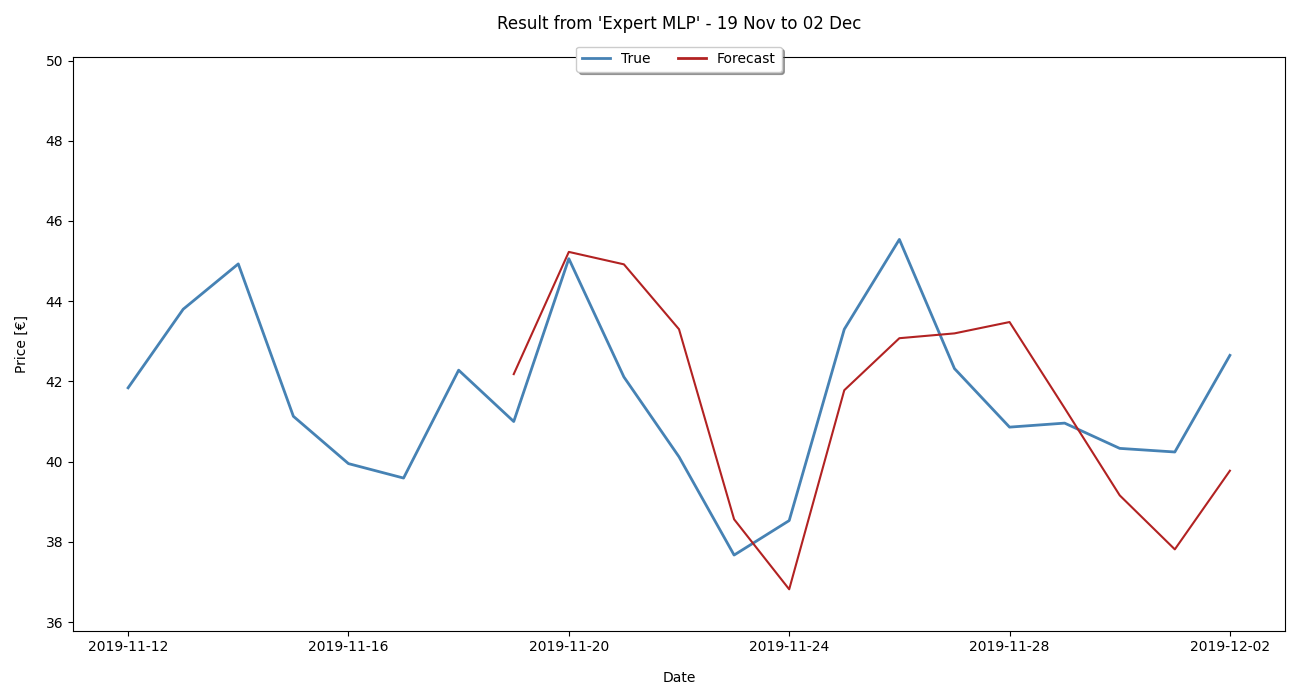 Result from 'Expert MLP' - 19 Nov to 02 Dec
True Forecast
50
48
46
44
42
40
38
36
Price [€]
2019-11-12 2019-11-16 2019-11-20 2019-11-24 2019-11-28 2019-12-02
Date